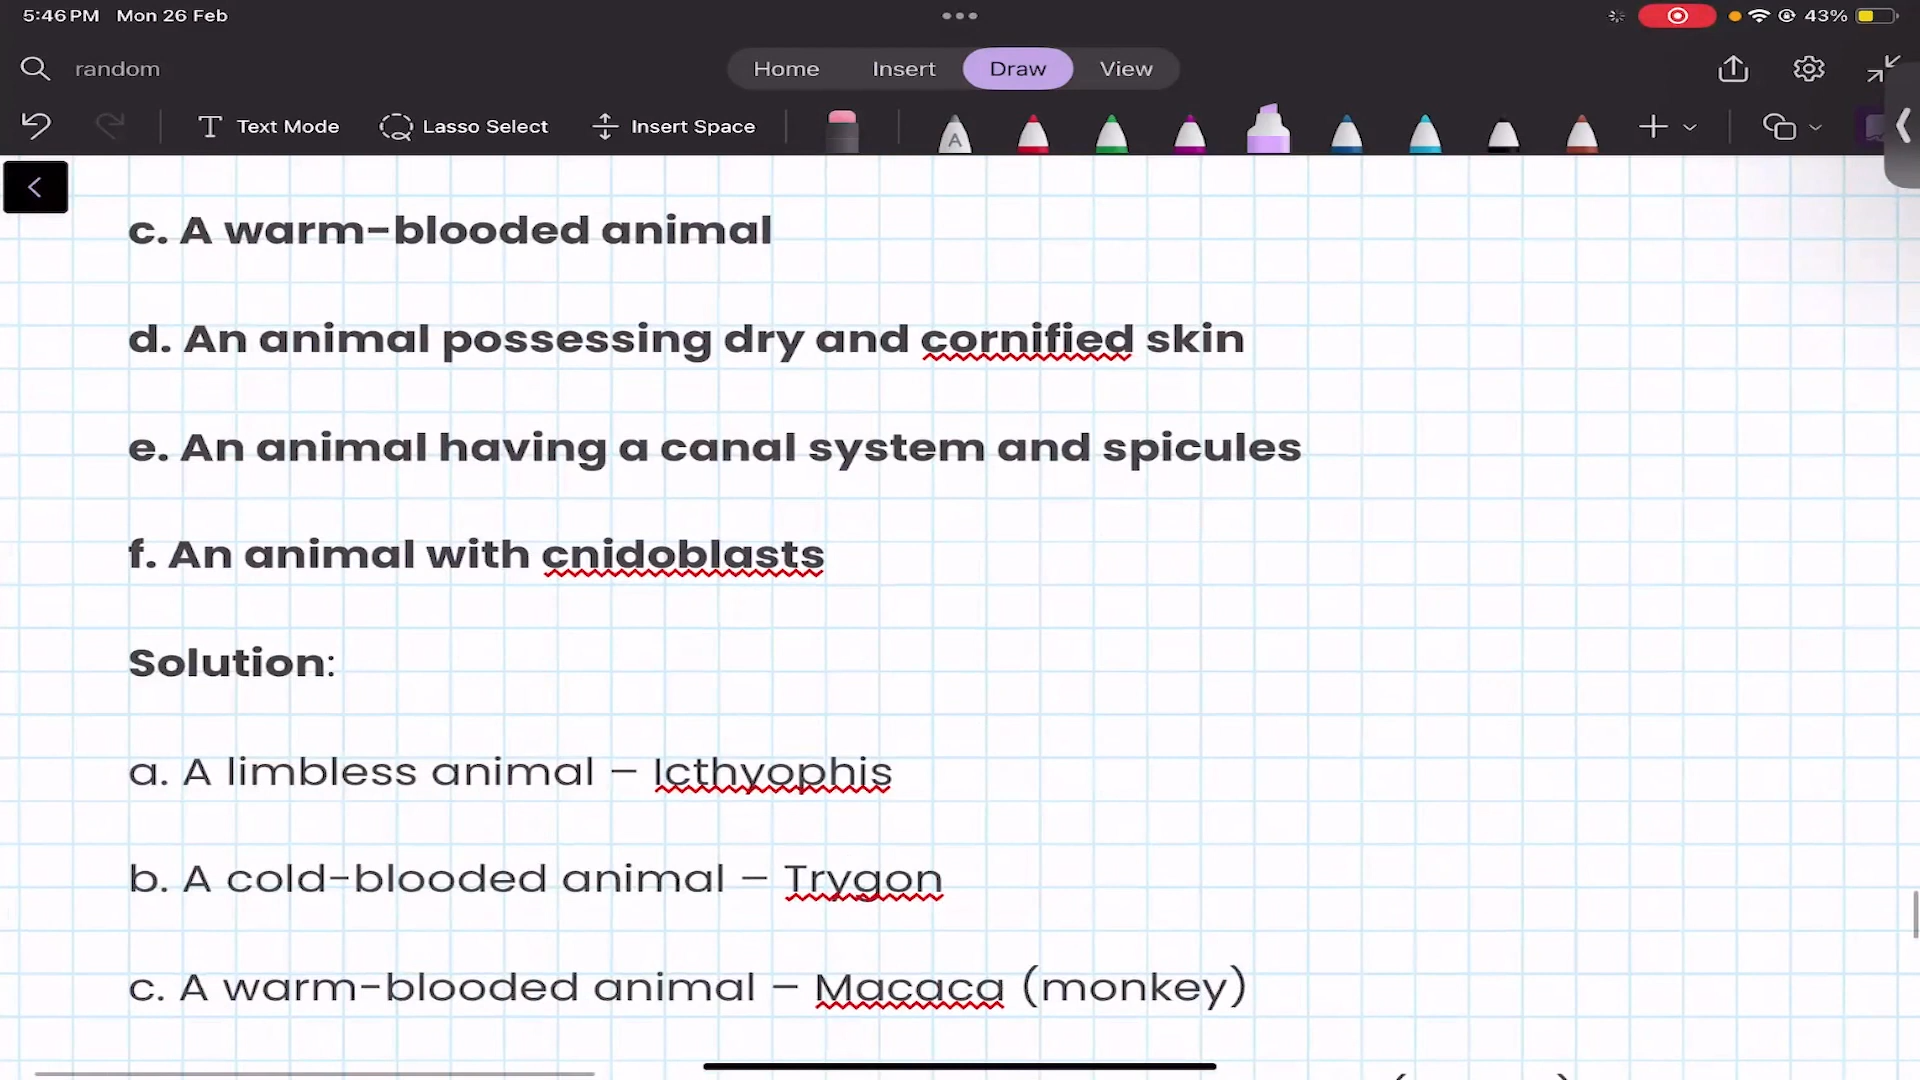 5:46 PM Mon 26 Feb
43%
random
Home Insert Draw View
Text Mode Lasso Select Insert Space
A
c. A warm-blooded animal
d. An animal possessing dry and cornified skin
e. An animal having a canal system and spicules
f. An animal with cnidoblasts
Solution:
a. A limbless animal – Icthyophis
b. A cold-blooded animal – Trygon
c. A warm-blooded animal – Macaca (monkey)